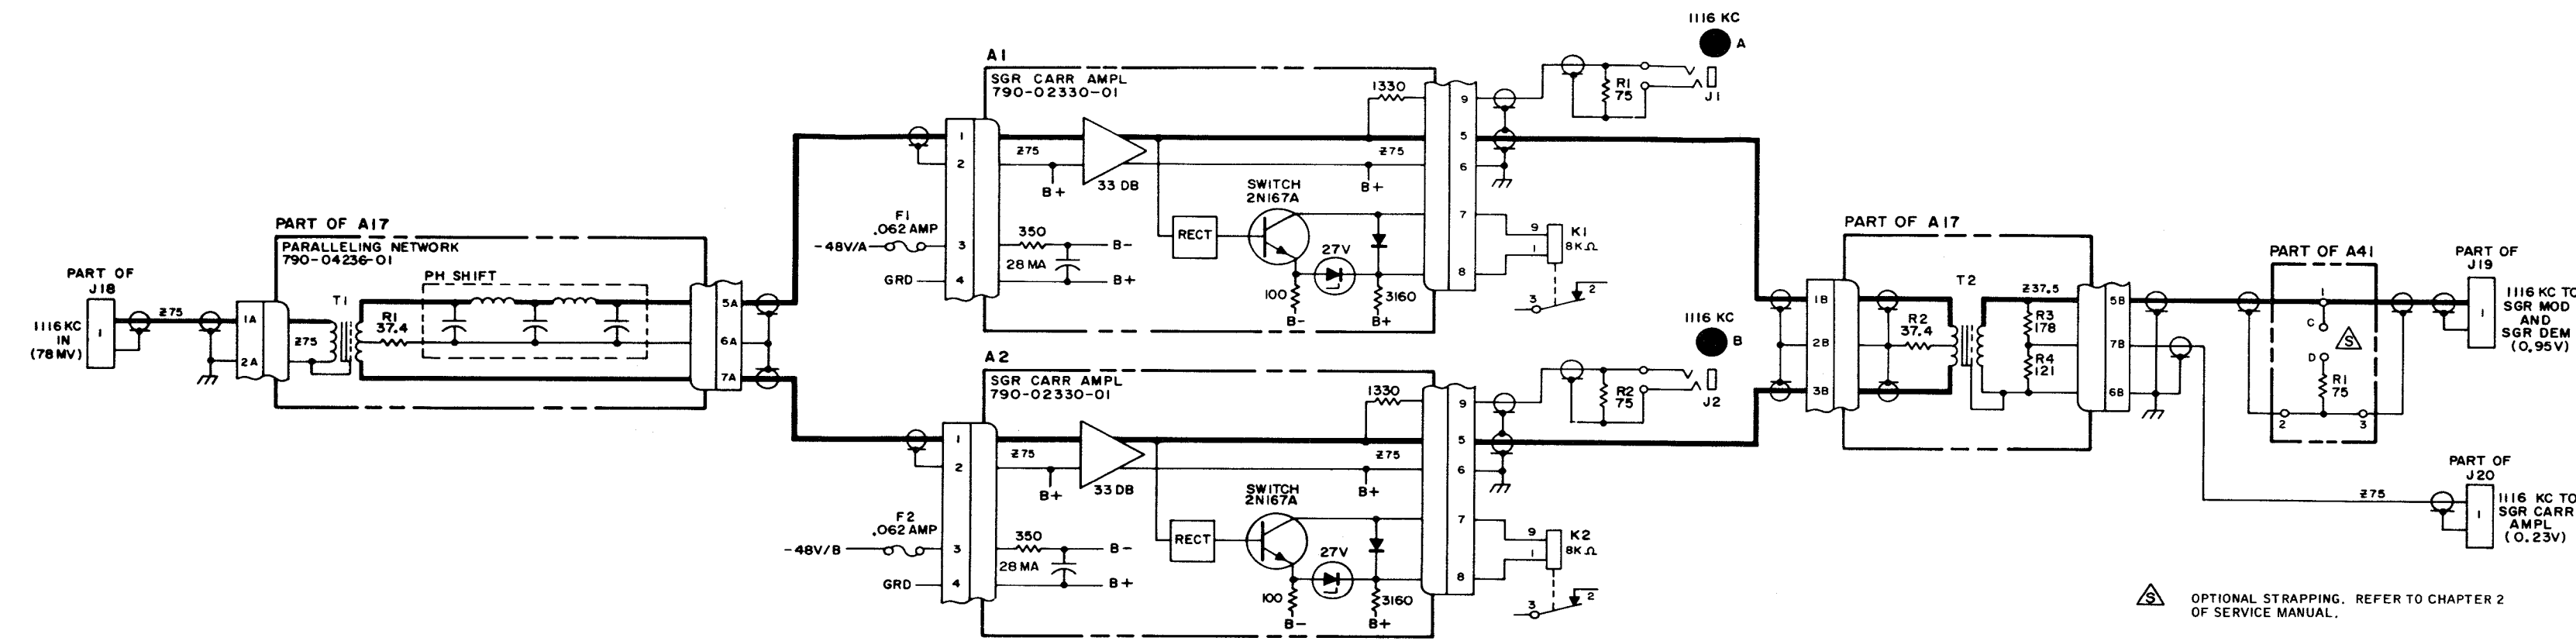 PART OF
J18
1
1116 KC
IN
(78 MV)
Z75
1A
2A
PART OF A17
PARALLELING NETWORK
790-04236-01
T1
Z75
R1
37.4
PH SHIFT
5A
6A
7A
A1
SGR CARR AMPL
790-02330-01
1
2
3
4
Z75
B+
33 DB
F1
.062 AMP
-48V/A
GRD
350
28 MA
B-
B+
RECT
SWITCH
2N167A
27V
100
B-
3160
B+
1330
Z75
B+
9
5
6
7
8
1116 KC
A
R1
75
J1
9
1
K1
8KΩ
3
2
A2
SGR CARR AMPL
790-02330-01
1
2
3
4
Z75
B+
33 DB
F2
.062 AMP
-48V/B
GRD
350
28 MA
B-
B+
RECT
SWITCH
2N167A
27V
100
B-
3160
B+
1330
Z75
B+
9
5
6
7
8
1116 KC
B
R2
75
J2
9
1
K2
8KΩ
3
2
PART OF A17
1B
2B
3B
R2
37.4
T2
Z37.5
R3
178
R4
121
5B
7B
6B
PART OF A41
1
C
S
D
R1
75
2
3
PART OF
J19
1
1116 KC TO
SGR MOD
AND
SGR DEM
(0.95V)
PART OF
J20
Z75
1
1116 KC TO
SGR CARR
AMPL
(0.23V)
S OPTIONAL STRAPPING. REFER TO CHAPTER 2
OF SERVICE MANUAL.